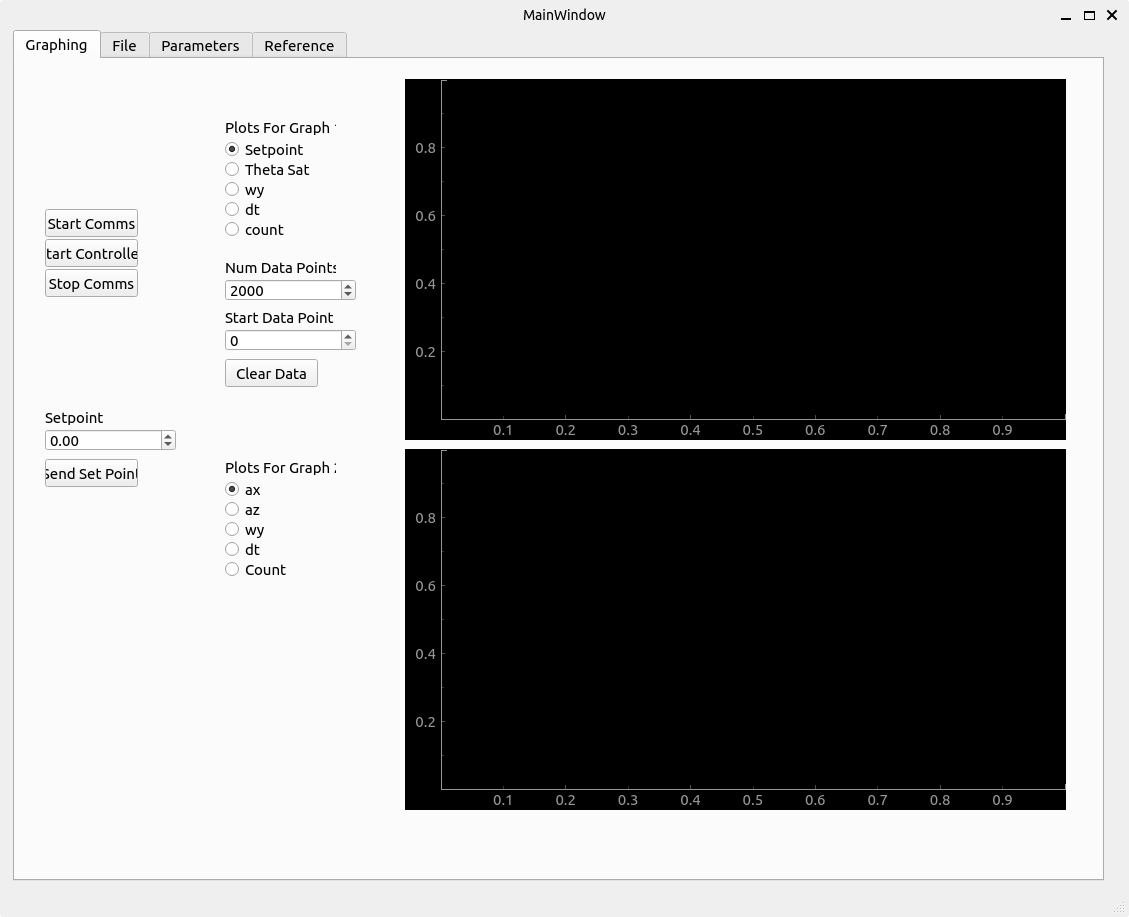 MainWindow
Graphing File Parameters Reference
Plots For Graph
Setpoint
Theta Sat
wy
dt
count
Start Comms
tart Controlle
Stop Comms
Num Data Points
2000
Start Data Point
0
Clear Data
Setpoint
0.00
Send Set Point
Plots For Graph
ax
az
wy
dt
Count
0.8
0.6
0.4
0.2
0.1 0.2 0.3 0.4 0.5 0.6 0.7 0.8 0.9
0.8
0.6
0.4
0.2
0.1 0.2 0.3 0.4 0.5 0.6 0.7 0.8 0.9